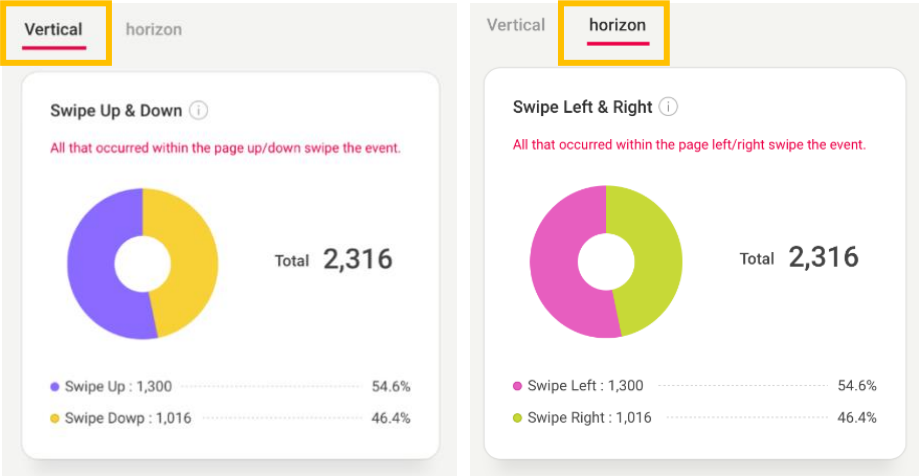 Vertical horizon
Swipe Up & Down
All that occurred within the page up/down swipe the event.
Total 2,316
Swipe Up : 1,300 54.6%
Swipe Dowp : 1,016 46.4%
Vertical horizon
Swipe Left & Right
All that occurred within the page left/right swipe the event.
Total 2,316
Swipe Left : 1,300 54.6%
Swipe Right : 1,016 46.4%